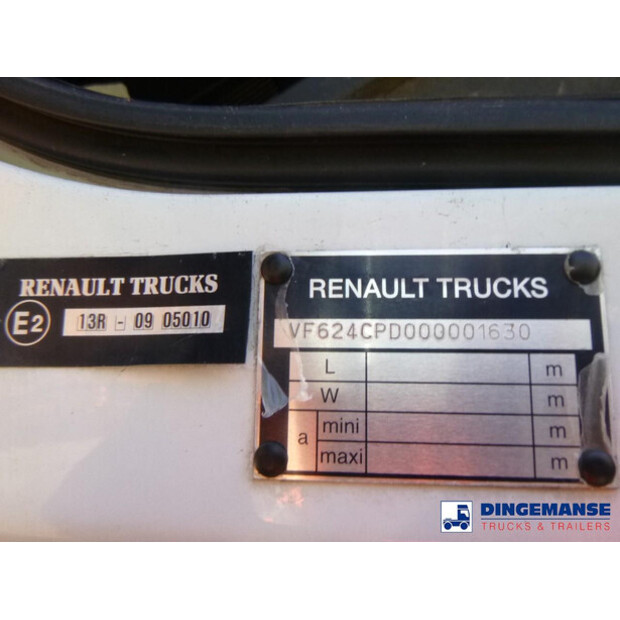 RENAULT TRUCKS
E2
13R - 09 05010
RENAULT TRUCKS
VF624CPD000001630
L m
W m
a mini m
maxi m
DINGEMANSE
TRUCKS & TRAILERS